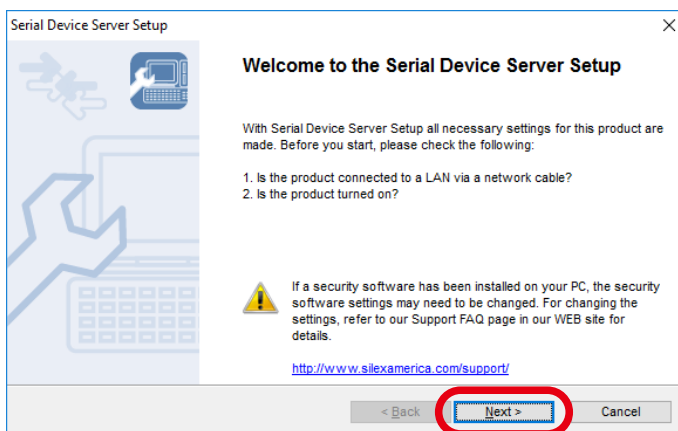 Serial Device Server Setup
Welcome to the Serial Device Server Setup
With Serial Device Server Setup all necessary settings for this product are
made. Before you start, please check the following:
1. Is the product connected to a LAN via a network cable?
2. Is the product turned on?
If a security software has been installed on your PC, the security
software settings may need to be changed. For changing the
settings, refer to our Support FAQ page in our WEB site for
details.
http://www.silexamerica.com/support/
< Back
Next >
Cancel